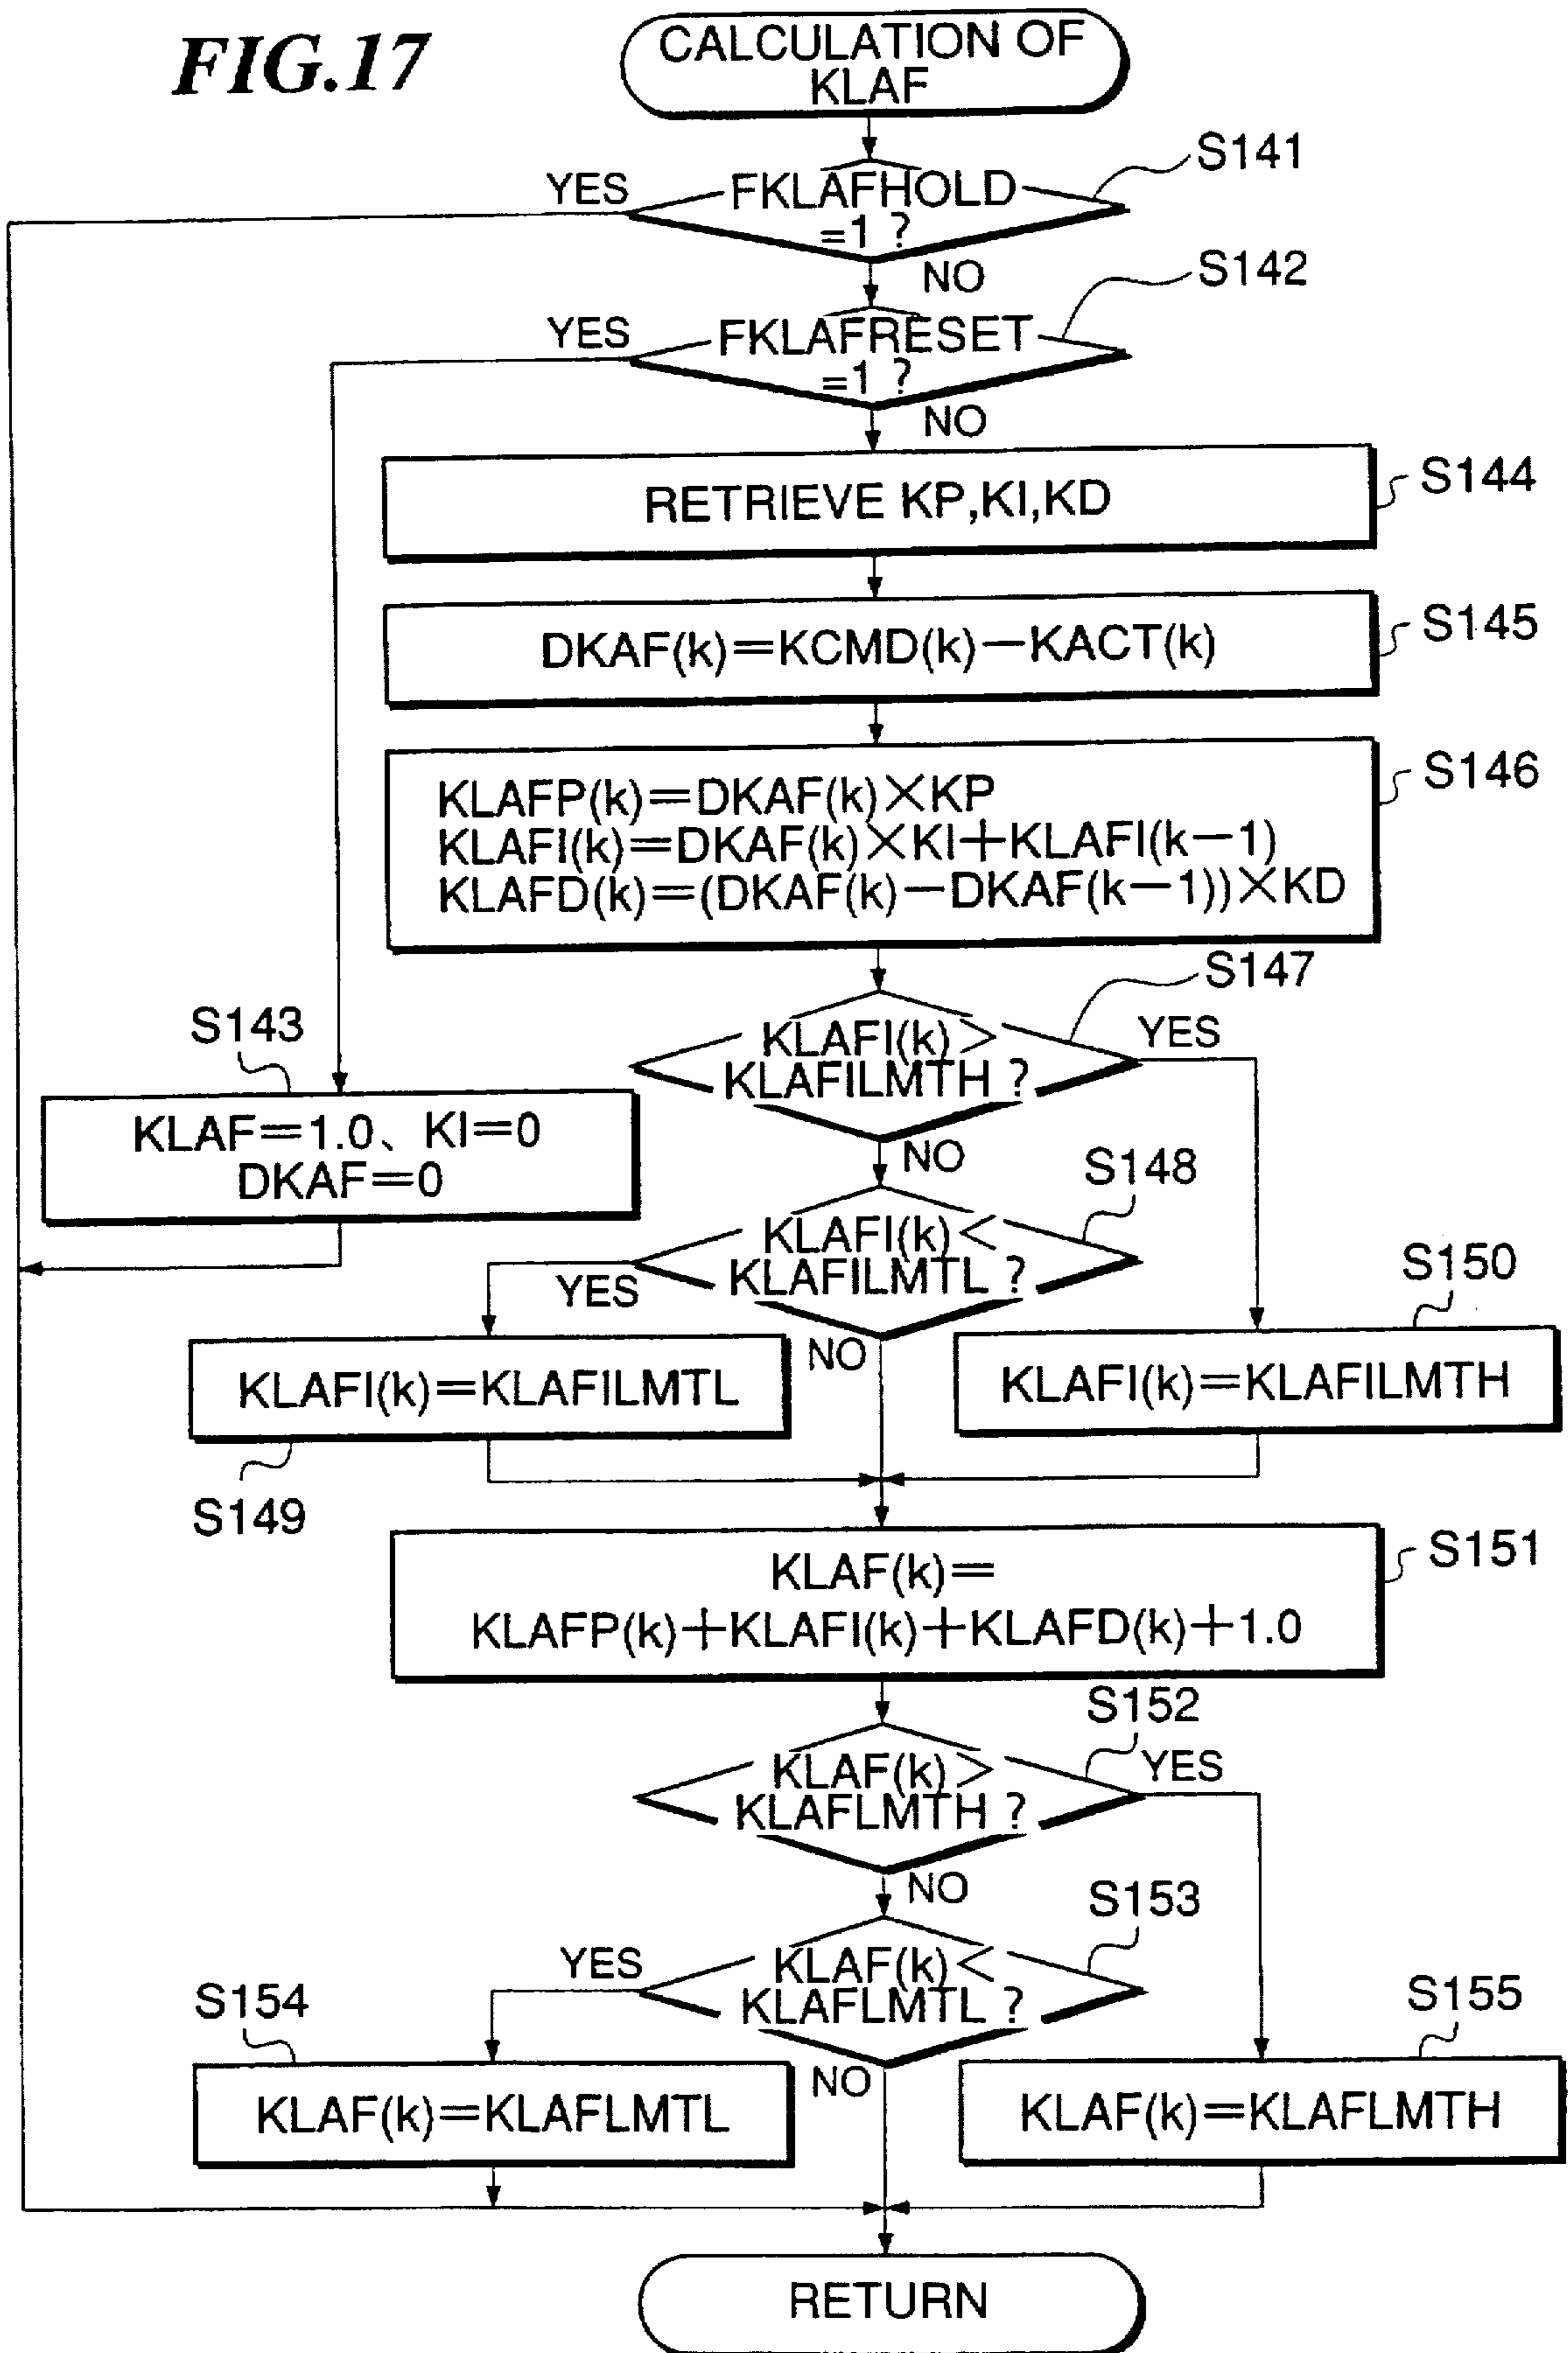 FIG.17
CALCULATION OF
KLAF
S141
YES
FKLAFHOLD
=1 ?
NO
S142
YES
FKLAFRESET
=1 ?
NO
RETRIEVE KP,KI,KD
S144
DKAF(k)=KCMD(k)−KACT(k)
S145
S146
KLAFP(k)=DKAF(k)×KP
KLAFI(k)=DKAF(k)×KI+KLAFI(k−1)
KLAFD(k)=(DKAF(k)−DKAF(k−1))×KD
S147
S143
KLAFI(k)>
KLAFILMTH ?
YES
NO
KLAF=1.0、KI=0
DKAF=0
S148
KLAFI(k)<
KLAFILMTL ?
YES
NO
S150
KLAFI(k)=KLAFILMTL
KLAFI(k)=KLAFILMTH
S149
S151
KLAF(k)=
KLAFP(k)+KLAFI(k)+KLAFD(k)+1.0
S152
KLAF(k)>
KLAFLMTH ?
YES
NO
S153
YES
KLAF(k)<
KLAFLMTL ?
NO
S154
S155
KLAF(k)=KLAFLMTL
KLAF(k)=KLAFLMTH
RETURN